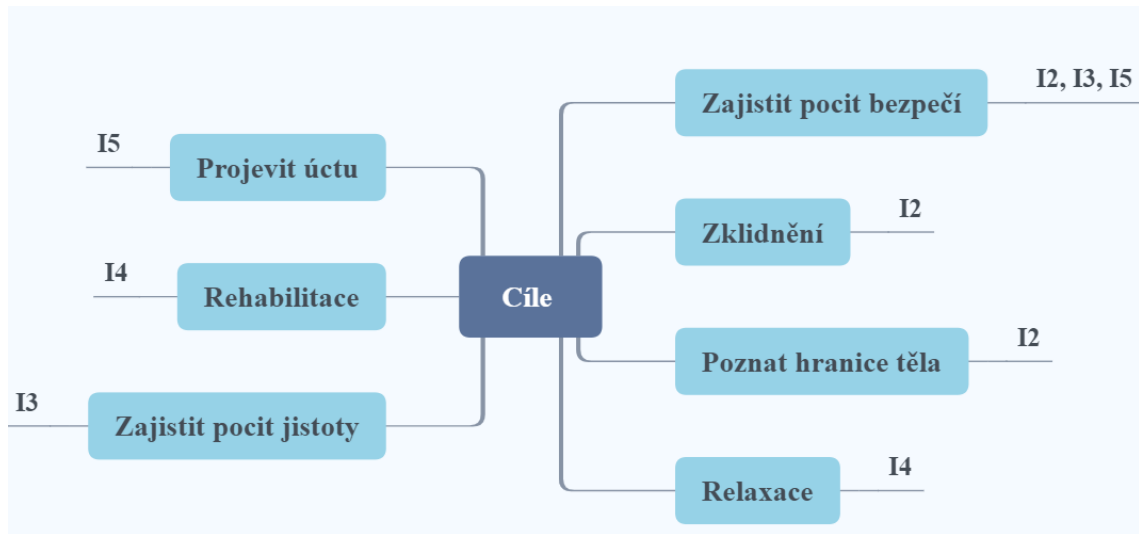 I2, I3, I5
Zajistit pocit bezpečí
I5
Projevit úctu
I2
Zklidnění
I4
Rehabilitace
Cíle
I2
Poznat hranice těla
I3
Zajistit pocit jistoty
I4
Relaxace